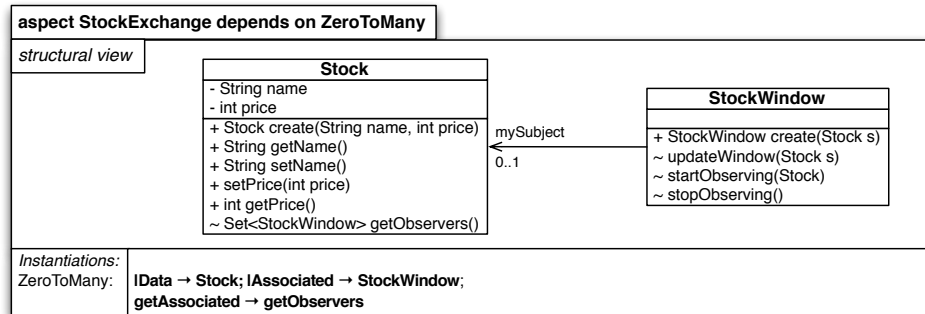 aspect StockExchange depends on ZeroToMany
structural view
Stock
- String name
- int price
+ Stock create(String name, int price)
+ String getName()
+ String setName()
+ setPrice(int price)
+ int getPrice()
~ Set<StockWindow> getObservers()
mySubject
0..1
StockWindow
+ StockWindow create(Stock s)
~ updateWindow(Stock s)
~ startObserving(Stock)
~ stopObserving()
Instantiations:
ZeroToMany: |Data → Stock; |Associated → StockWindow;
getAssociated → getObservers